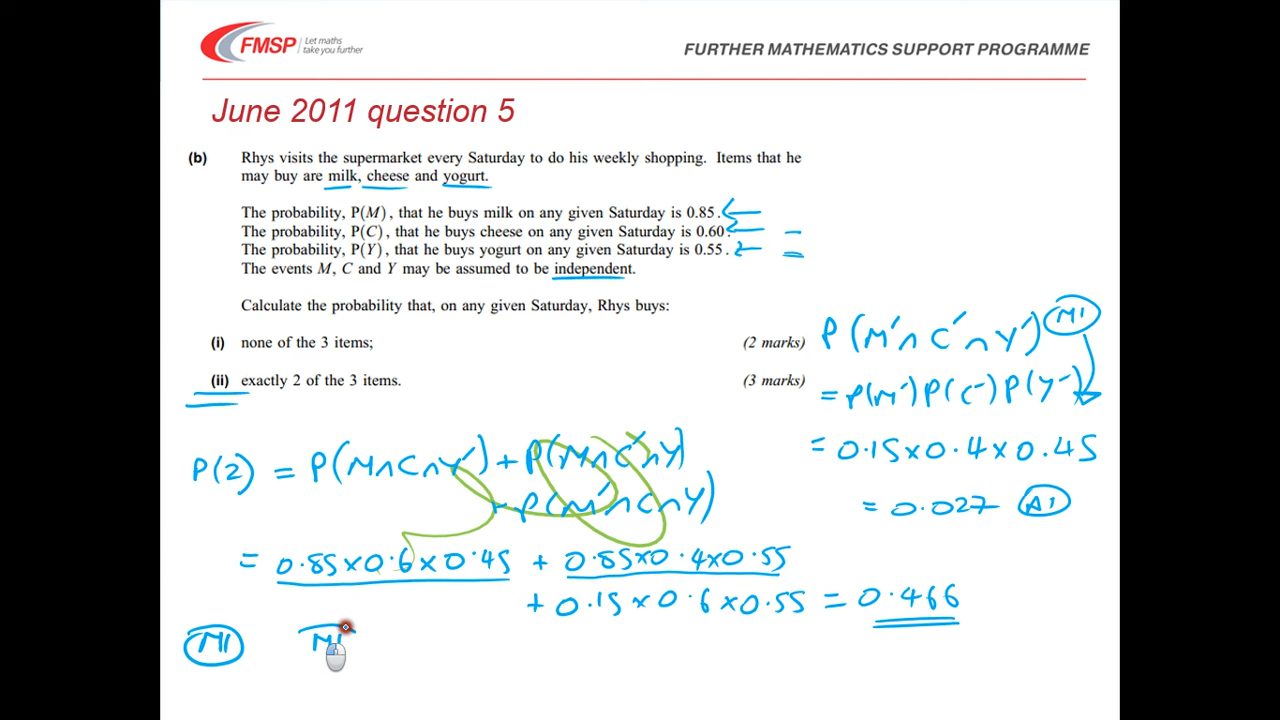 FMSP Let maths take you further
FURTHER MATHEMATICS SUPPORT PROGRAMME
June 2011 question 5
(b) Rhys visits the supermarket every Saturday to do his weekly shopping. Items that he
may buy are milk, cheese and yogurt.
The probability, P(M), that he buys milk on any given Saturday is 0.85.
The probability, P(C), that he buys cheese on any given Saturday is 0.60.
The probability, P(Y), that he buys yogurt on any given Saturday is 0.55.
The events M, C and Y may be assumed to be independent.
Calculate the probability that, on any given Saturday, Rhys buys:
(i) none of the 3 items; (2 marks)
(ii) exactly 2 of the 3 items. (3 marks)
P(M'∩C'∩Y') M1
= P(M')P(C')P(Y')
= 0.15×0.4×0.45
= 0.027 A1
P(2) = P(M∩C∩Y') + P(M∩C'∩Y)
+ P(M'∩C∩Y)
= 0.85×0.6×0.45 + 0.85×0.4×0.55
+ 0.15×0.6×0.55 = 0.466
M1 M1